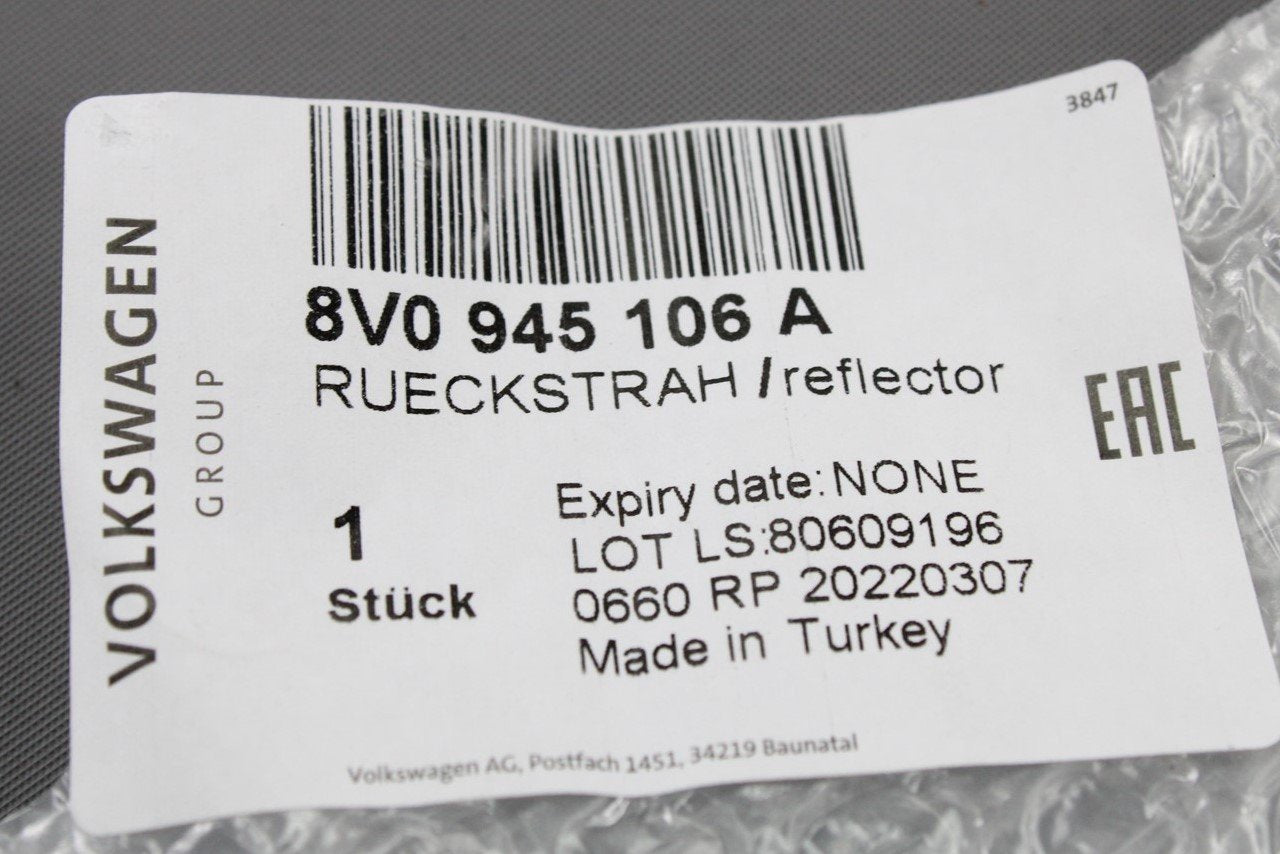 3847
VOLKSWAGEN
GROUP
8V0 945 106 A
RUECKSTRAH /reflector
EAC
1
Stück
Expiry date:NONE
LOT LS:80609196
0660 RP 20220307
Made in Turkey
Volkswagen AG, Postfach 1451, 34219 Baunatal